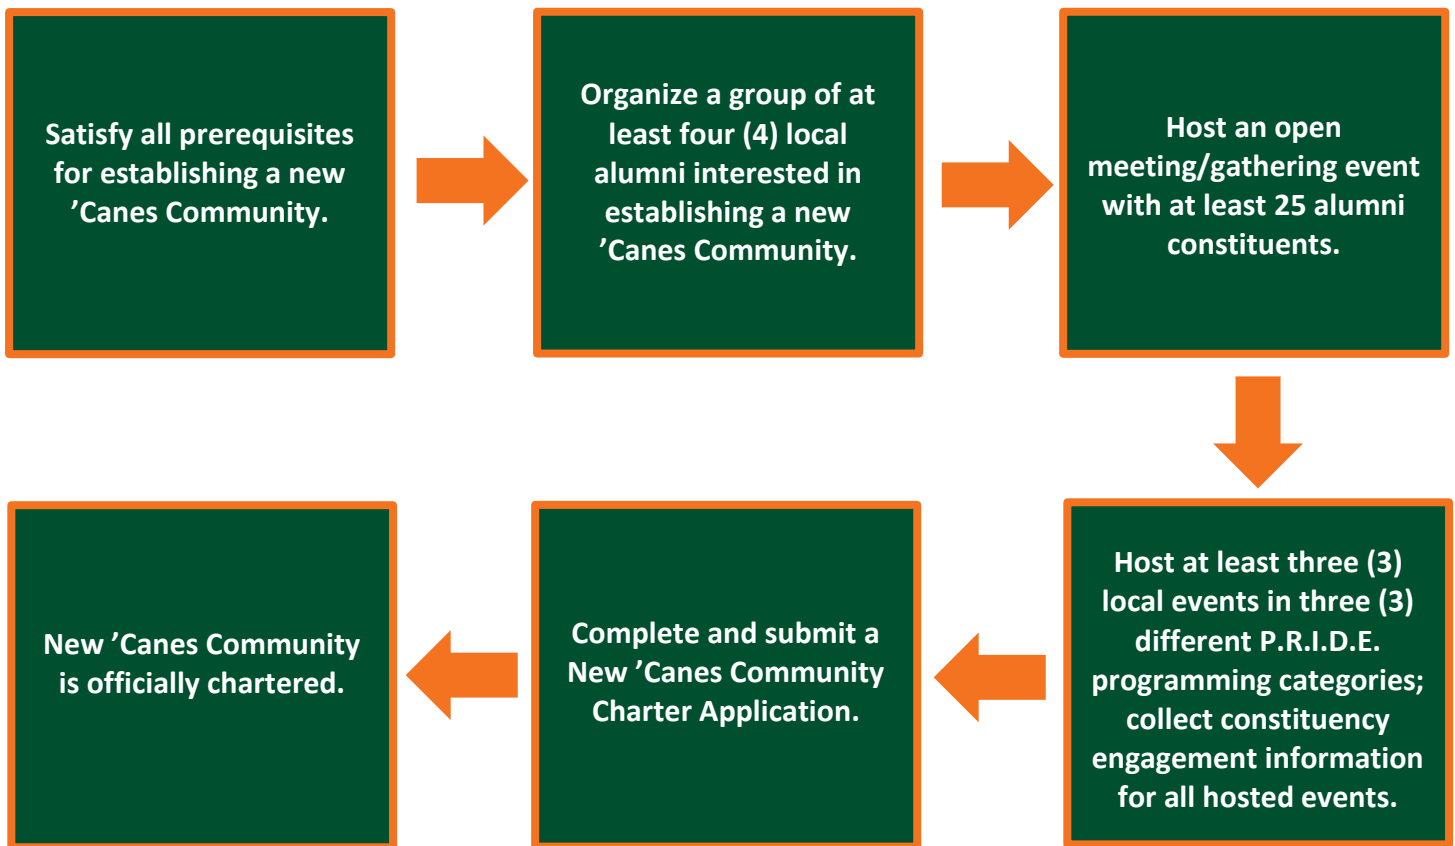 Satisfy all prerequisites
for establishing a new
’Canes Community.
Organize a group of at
least four (4) local
alumni interested in
establishing a new
’Canes Community.
Host an open
meeting/gathering event
with at least 25 alumni
constituents.
Host at least three (3)
local events in three (3)
different P.R.I.D.E.
programming categories;
collect constituency
engagement information
for all hosted events.
Complete and submit a
New ’Canes Community
Charter Application.
New ’Canes Community
is officially chartered.